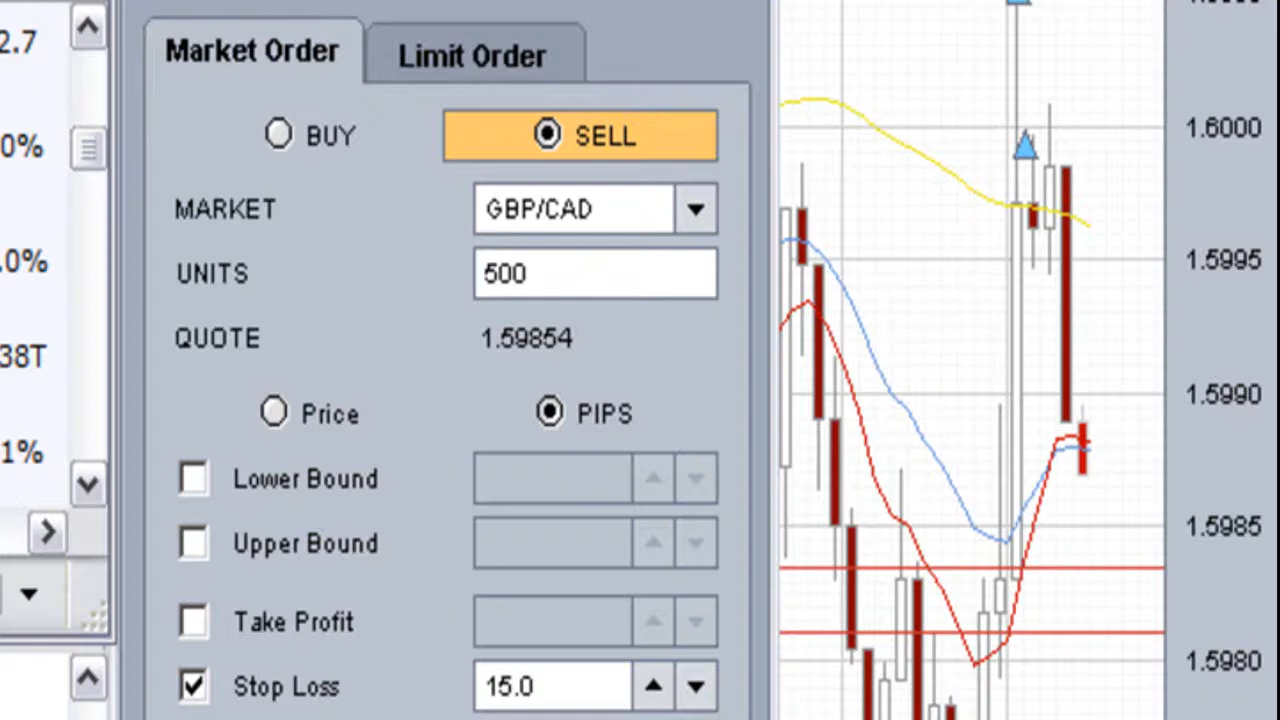 2.7
0%
.0%
38T
1%
Market Order
Limit Order
BUY
SELL
MARKET
GBP/CAD
UNITS
500
QUOTE
1.59854
Price
PIPS
Lower Bound
Upper Bound
Take Profit
Stop Loss
15.0
1.6000
1.5995
1.5990
1.5985
1.5980